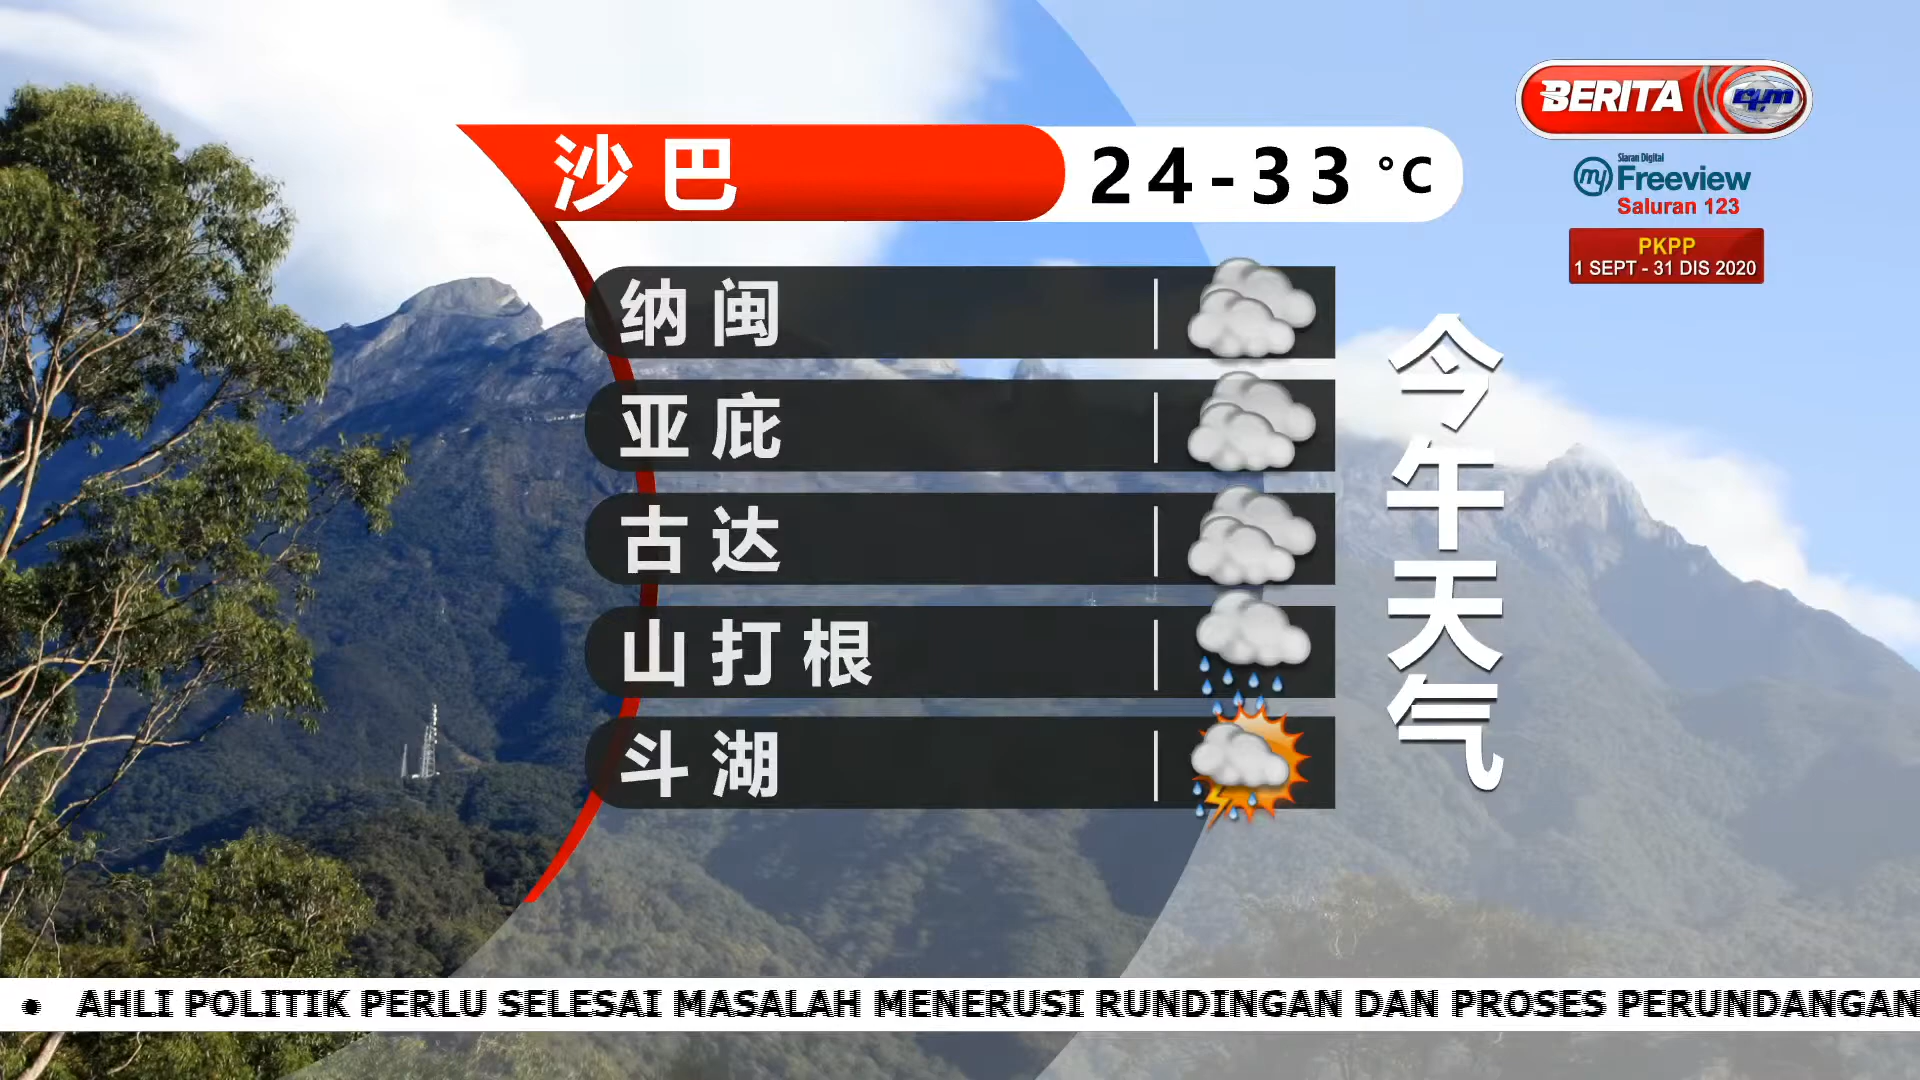 BERITA rtm
Siaran Digital
my Freeview
Saluran 123
PKPP
1 SEPT - 31 DIS 2020
沙巴 24-33 °C
纳闽
亚庇
古达
山打根
斗湖
今午天气
• AHLI POLITIK PERLU SELESAI MASALAH MENERUSI RUNDINGAN DAN PROSES PERUNDANGAN